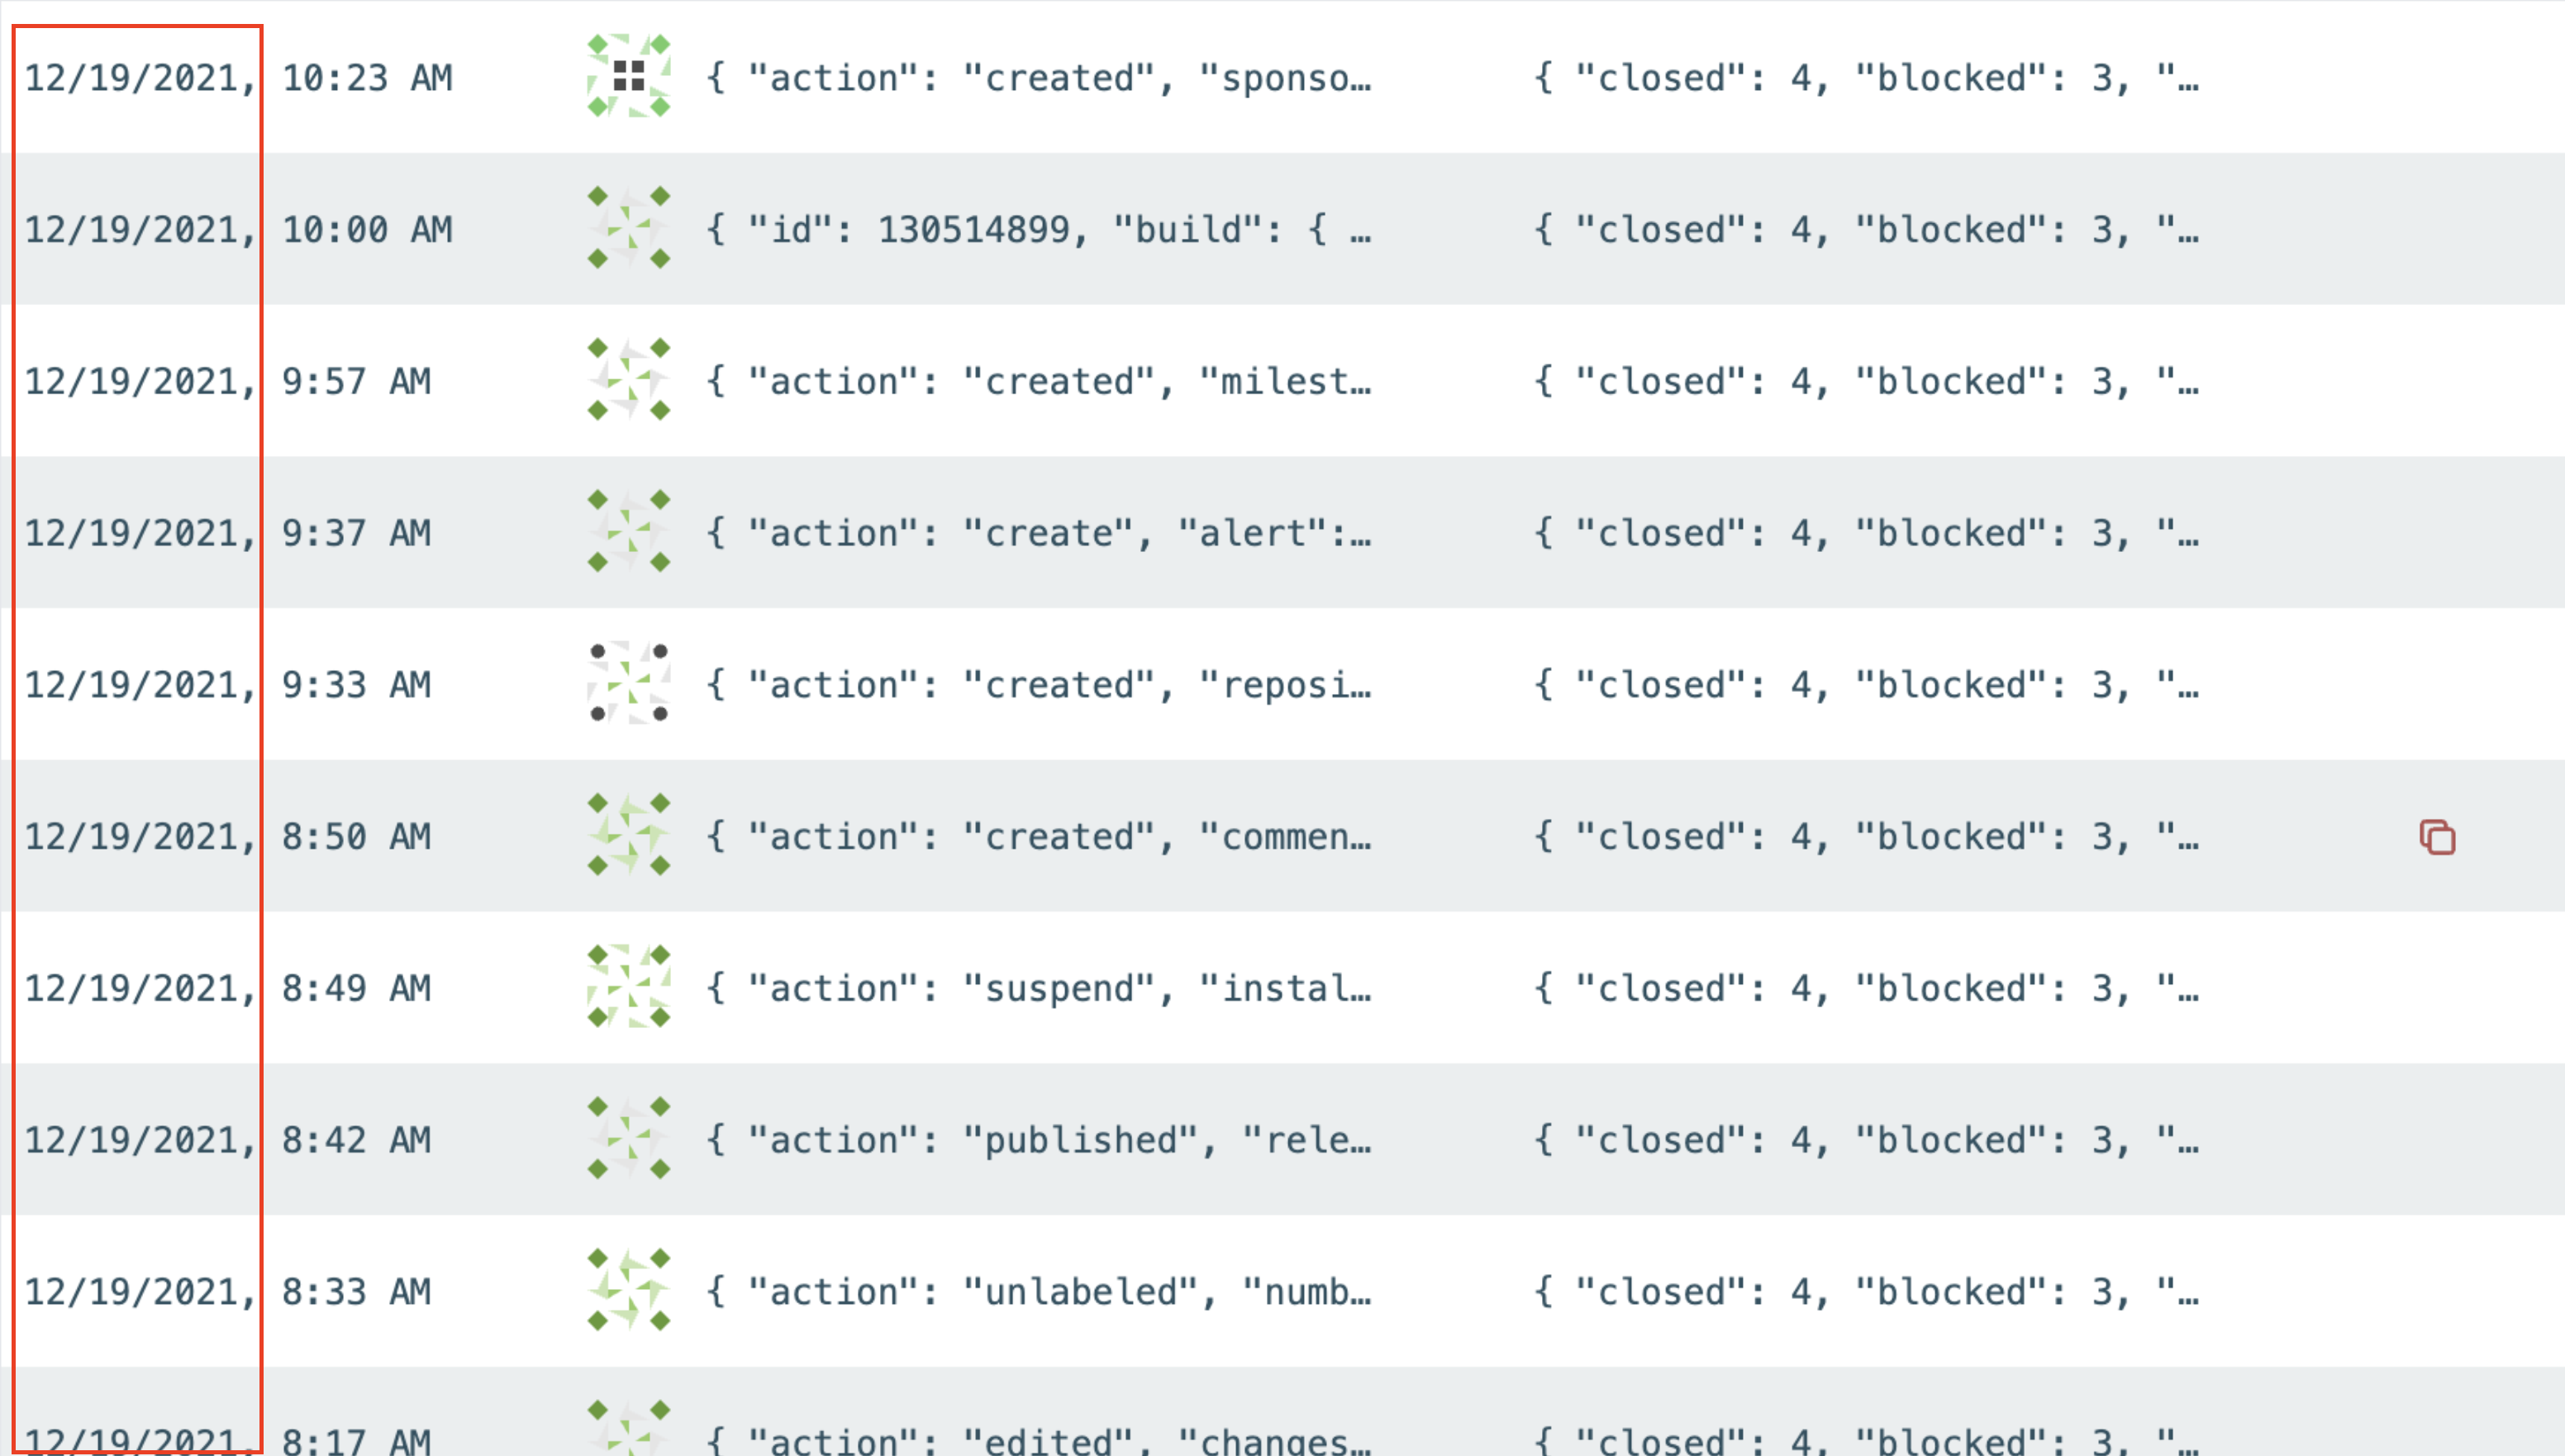 12/19/2021, 10:23 AM { "action": "created", "sponso… { "closed": 4, "blocked": 3, "…
12/19/2021, 10:00 AM { "id": 130514899, "build": { … { "closed": 4, "blocked": 3, "…
12/19/2021, 9:57 AM { "action": "created", "milest… { "closed": 4, "blocked": 3, "…
12/19/2021, 9:37 AM { "action": "create", "alert":… { "closed": 4, "blocked": 3, "…
12/19/2021, 9:33 AM { "action": "created", "reposi… { "closed": 4, "blocked": 3, "…
12/19/2021, 8:50 AM { "action": "created", "commen… { "closed": 4, "blocked": 3, "…
12/19/2021, 8:49 AM { "action": "suspend", "instal… { "closed": 4, "blocked": 3, "…
12/19/2021, 8:42 AM { "action": "published", "rele… { "closed": 4, "blocked": 3, "…
12/19/2021, 8:33 AM { "action": "unlabeled", "numb… { "closed": 4, "blocked": 3, "…
12/19/2021, 8:17 AM { "action": "edited", "changes… { "closed": 4, "blocked": 3, "…